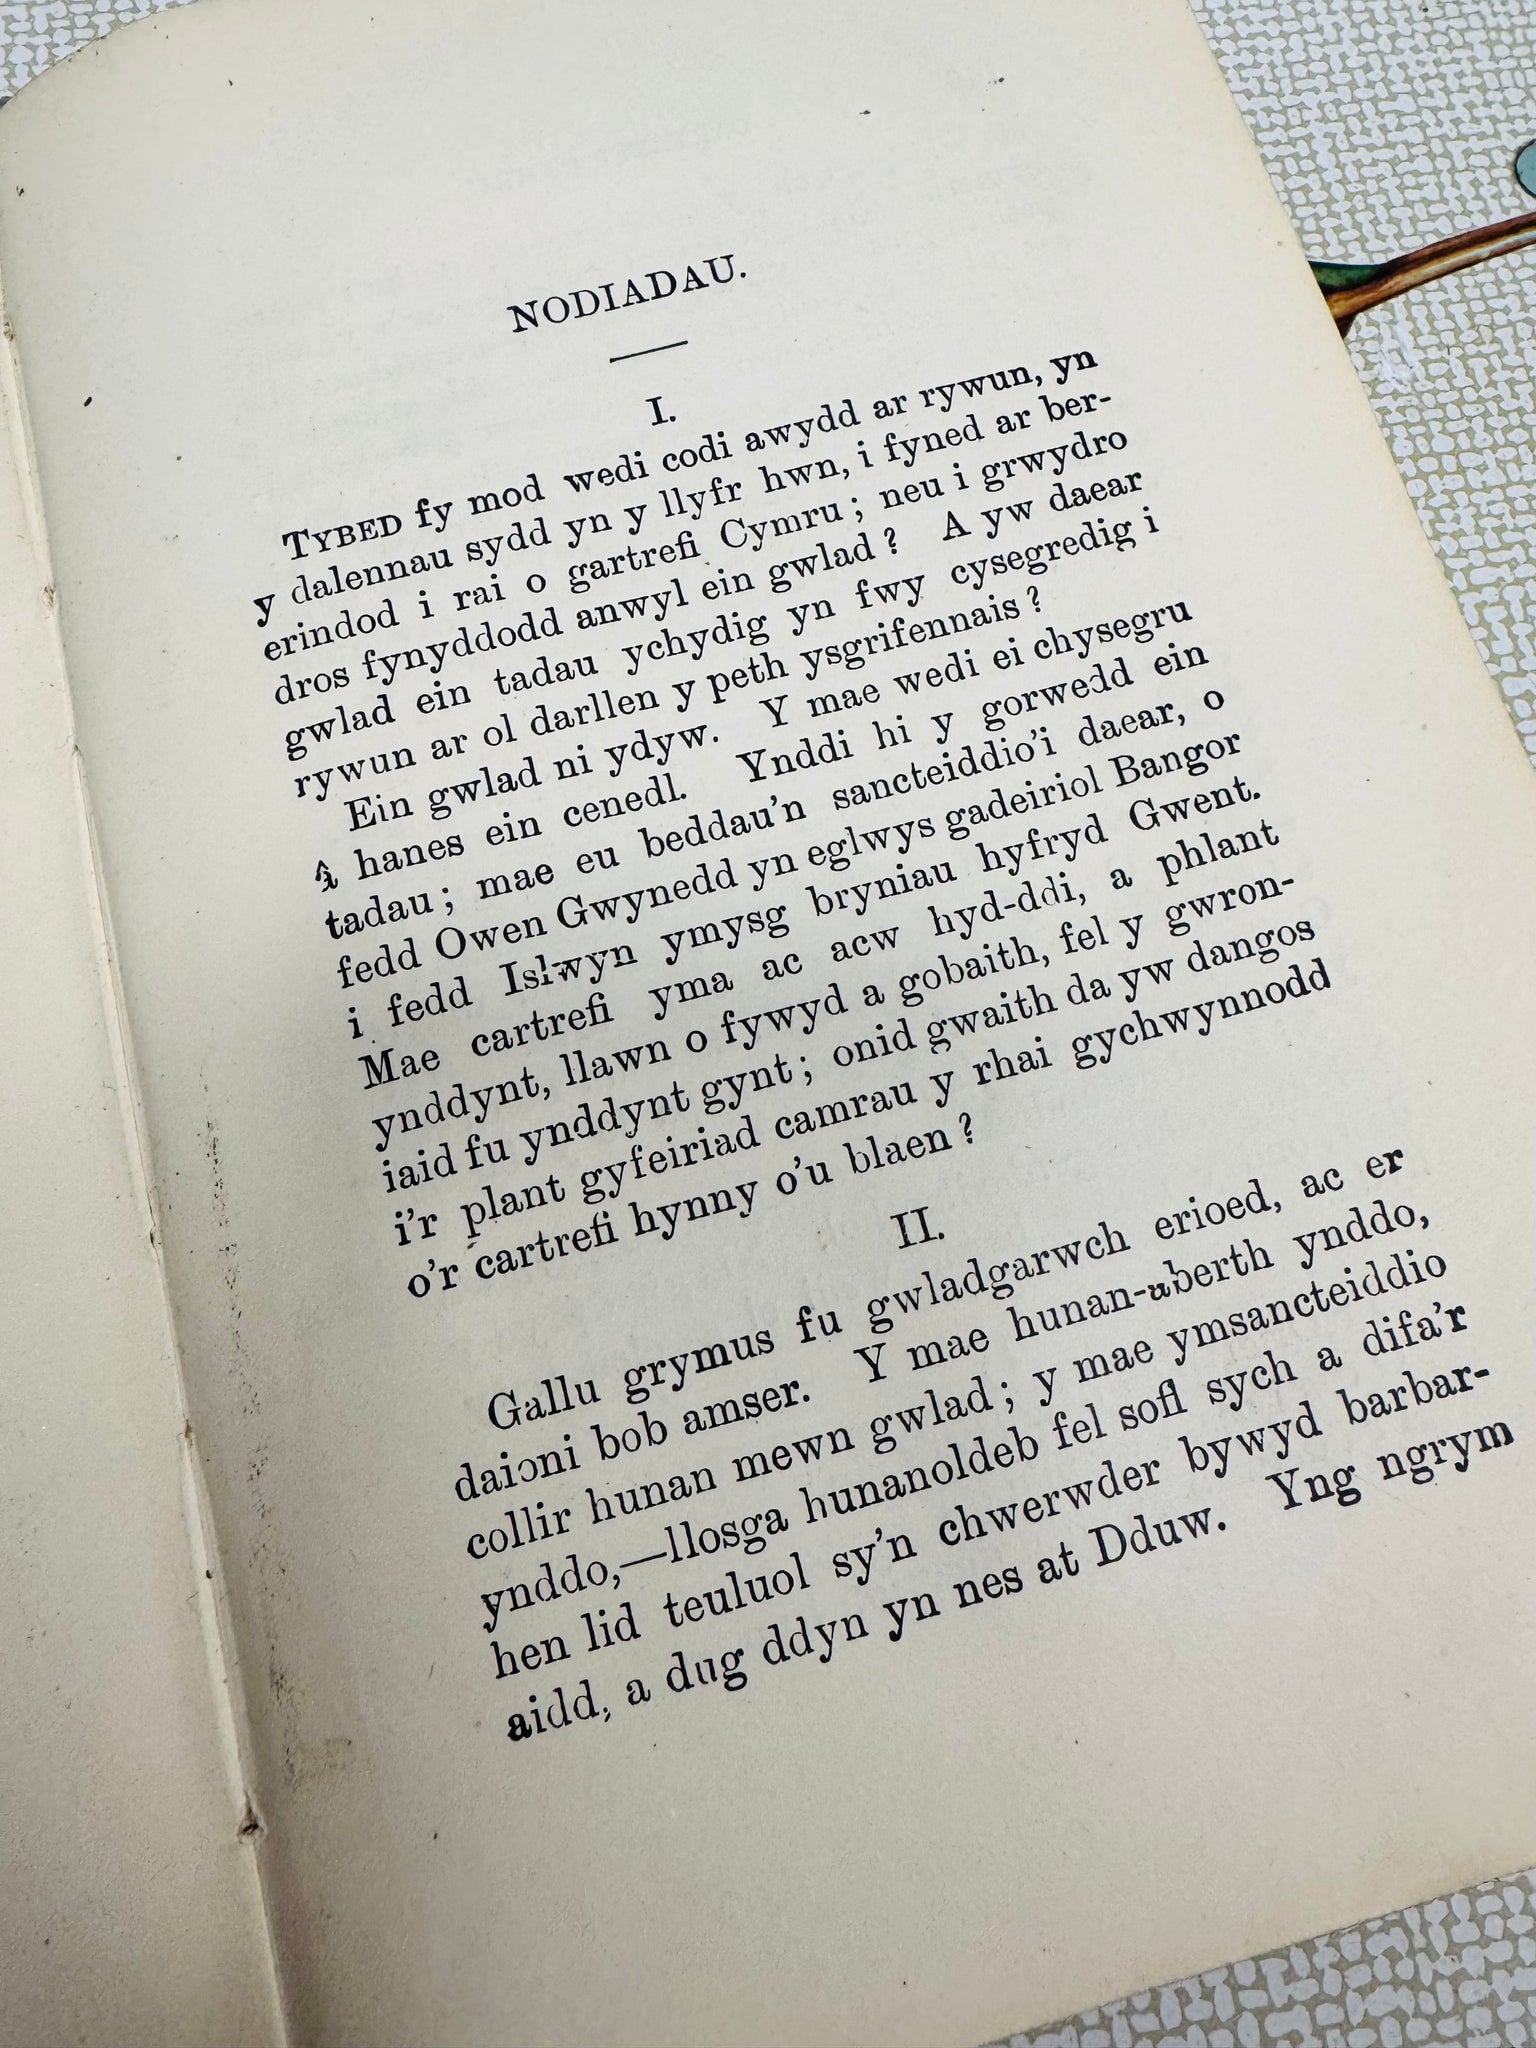 NODIADAU.
I.
TYBED fy mod wedi codi awydd ar rywun, yn
y dalennau sydd yn y llyfr hwn, i fyned ar ber-
erindod i rai o gartrefi Cymru; neu i grwydro
dros fynyddodd anwyl ein gwlad? A yw daear
gwlad ein tadau ychydig yn fwy cysegredig i
rywun ar ol darllen y peth ysgrifennais?
Ein gwlad ni ydyw. Y mae wedi ei chysegru
â hanes ein cenedl. Ynddi hi y gorwedd ein
tadau; mae eu beddau'n sancteiddio'i daear, o
fedd Owen Gwynedd yn eglwys gadeiriol Bangor
i fedd Islwyn ymysg bryniau hyfryd Gwent.
Mae cartrefi yma ac acw hyd-ddi, a phlant
ynddynt, llawn o fywyd a gobaith, fel y gwron-
iaid fu ynddynt gynt; onid gwaith da yw dangos
i'r plant gyfeiriad camrau y rhai gychwynnodd
o'r cartrefi hynny o'u blaen?
II.
Gallu grymus fu gwladgarwch erioed, ac er
daioni bob amser. Y mae hunan-aberth ynddo,
collir hunan mewn gwlad; y mae ymsancteiddio
ynddo,—llosga hunanoldeb fel sofl sych a difa'r
hen lid teuluol sy'n chwerwder bywyd barbar-
aidd, a dug ddyn yn nes at Dduw. Yng ngrym